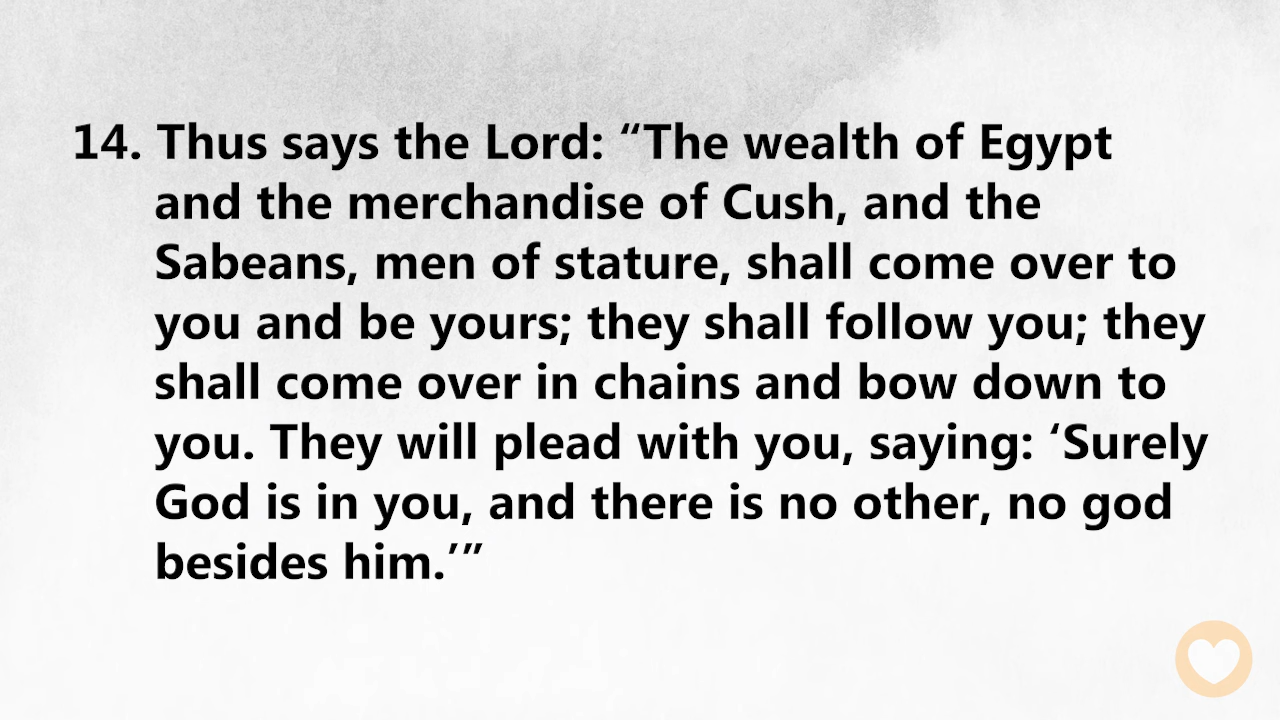 14. Thus says the Lord: “The wealth of Egypt
and the merchandise of Cush, and the
Sabeans, men of stature, shall come over to
you and be yours; they shall follow you; they
shall come over in chains and bow down to
you. They will plead with you, saying: ‘Surely
God is in you, and there is no other, no god
besides him.’”